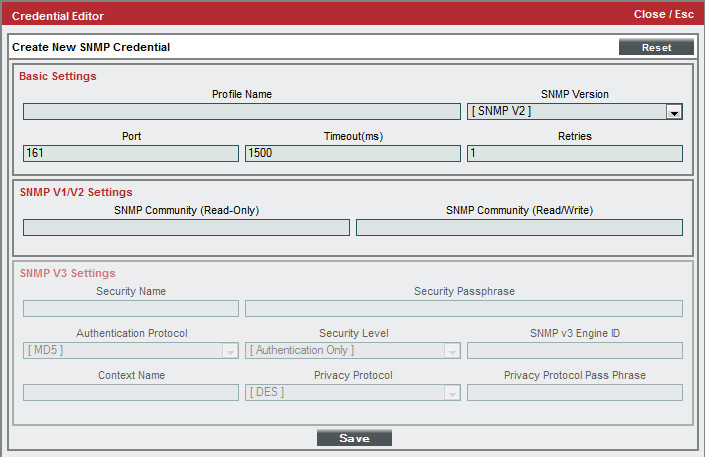 Credential Editor Close / Esc
Create New SNMP Credential Reset
Basic Settings
Profile Name SNMP Version
[ SNMP V2 ]
Port Timeout(ms) Retries
161 1500 1
SNMP V1/V2 Settings
SNMP Community (Read-Only) SNMP Community (Read/Write)
SNMP V3 Settings
Security Name Security Passphrase
Authentication Protocol Security Level SNMP v3 Engine ID
[ MD5 ] [ Authentication Only ]
Context Name Privacy Protocol Privacy Protocol Pass Phrase
[ DES ]
Save